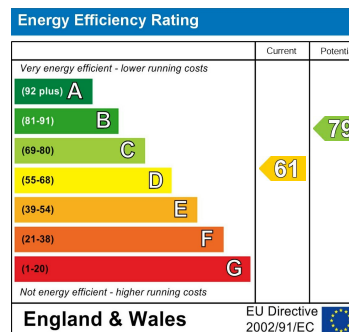 Energy Efficiency Rating
Current Potenti
Very energy efficient - lower running costs
(92 plus) A
(81-91) B
(69-80) C
(55-68) D
(39-54) E
(21-38) F
(1-20) G
61
79
Not energy efficient - higher running costs
England & Wales
EU Directive
2002/91/EC